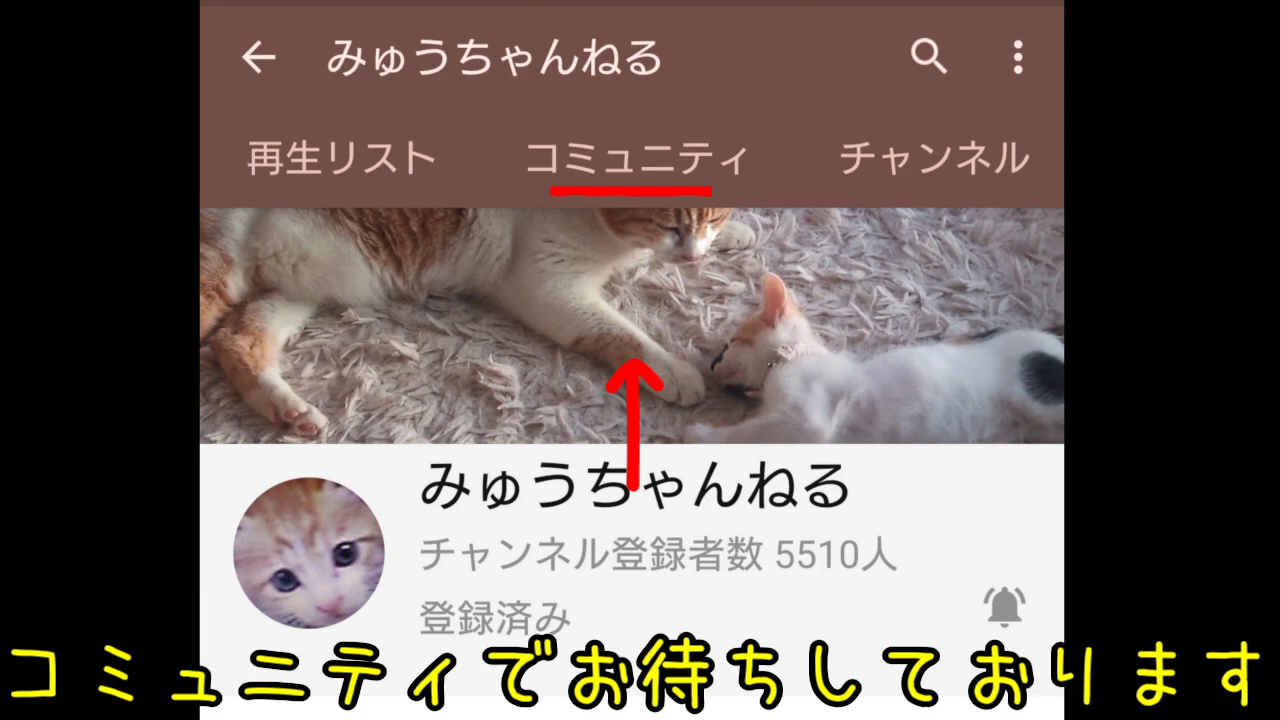 みゅうちゃんねる
再生リスト コミュニティ チャンネル
みゅうちゃんねる
チャンネル登録者数 5510人
登録済み
コミュニティでお待ちしております